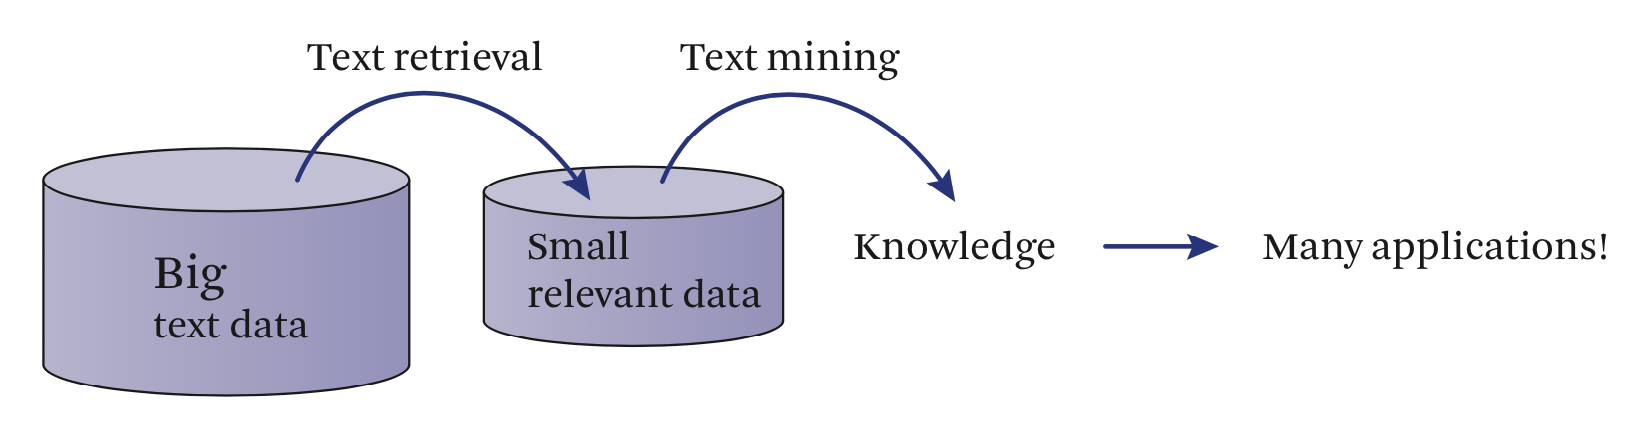 Text retrieval
Text mining
Big
text data
Small
relevant data
Knowledge
Many applications!